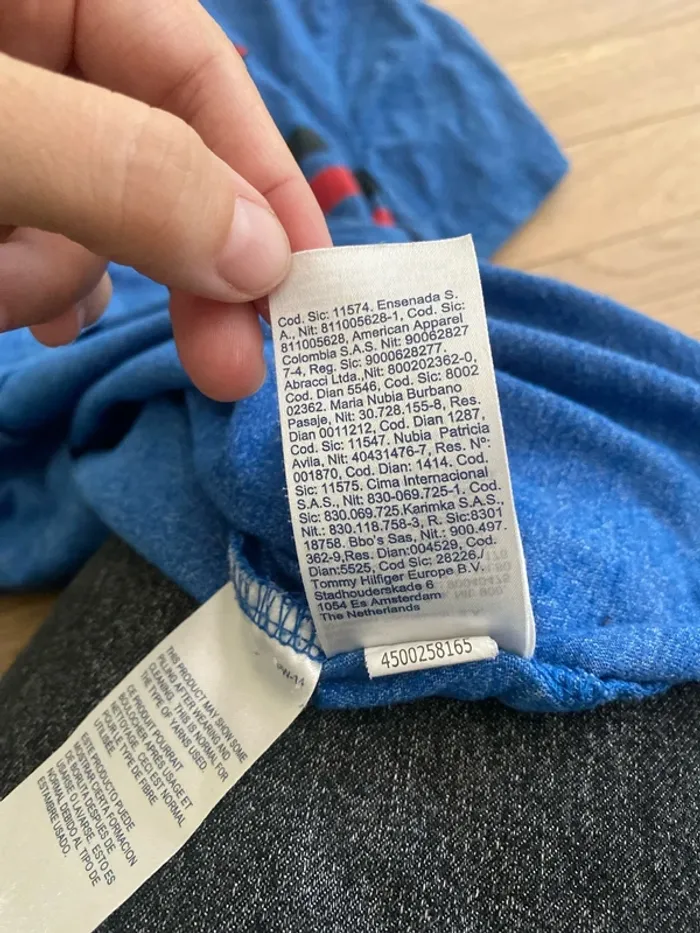 Cod. Sic: 11574. Ensenada S.
A., Nit: 811005628-1, Cod. Sic:
811005628, American Apparel
Colombia S.A.S. Nit: 90062827
7-4, Reg. Sic: 9000628277.
Abracci Ltda.,Nit: 800202362-0,
Cod. Dian 5546, Cod. Sic: 8002
02362. Maria Nubia Burbano
Pasaje, Nit: 30.728.155-8, Res.
Dian 0011212, Cod. Dian 1287,
Cod. Sic: 11547. Nubia Patricia
Avila, Nit: 40431476-7, Res. N°:
001870, Cod. Dian: 1414. Cod.
Sic: 11575. Cima Internacional
S.A.S., Nit: 830-069.725-1, Cod.
Sic: 830.069.725.Karimka S.A.S.,
Nit.: 830.118.758-3, R. Sic:8301
18758. Bbo's Sas, Nit.: 900.497.
362-9,Res. Dian:004529, Cod.
Dian:5525, Cod Sic: 28226./
Tommy Hilfiger Europe B.V.
Stadhouderskade 6
1054 Es Amsterdam
The Netherlands
4500258165
THIS PRODUCT MAY SHOW SOME
PILLING AFTER WEARING AND
CLEANING. THIS IS NORMAL FOR
THE TYPE OF YARNS USED.
CE PRODUIT POURRAIT
BOULOCHER APRÈS USAGE ET
NETTOYAGE. CECI EST NORMAL
POUR LE TYPE DE FIBRE
UTILISÉE.
ESTE PRODUCTO PUEDE
MOSTRAR CIERTA FORMACION
DE BORLITA DESPUES DE
USARSE O LAVARSE. ESTO ES
NORMAL DEBIDO AL TIPO DE
ESTAMBRE USADO.